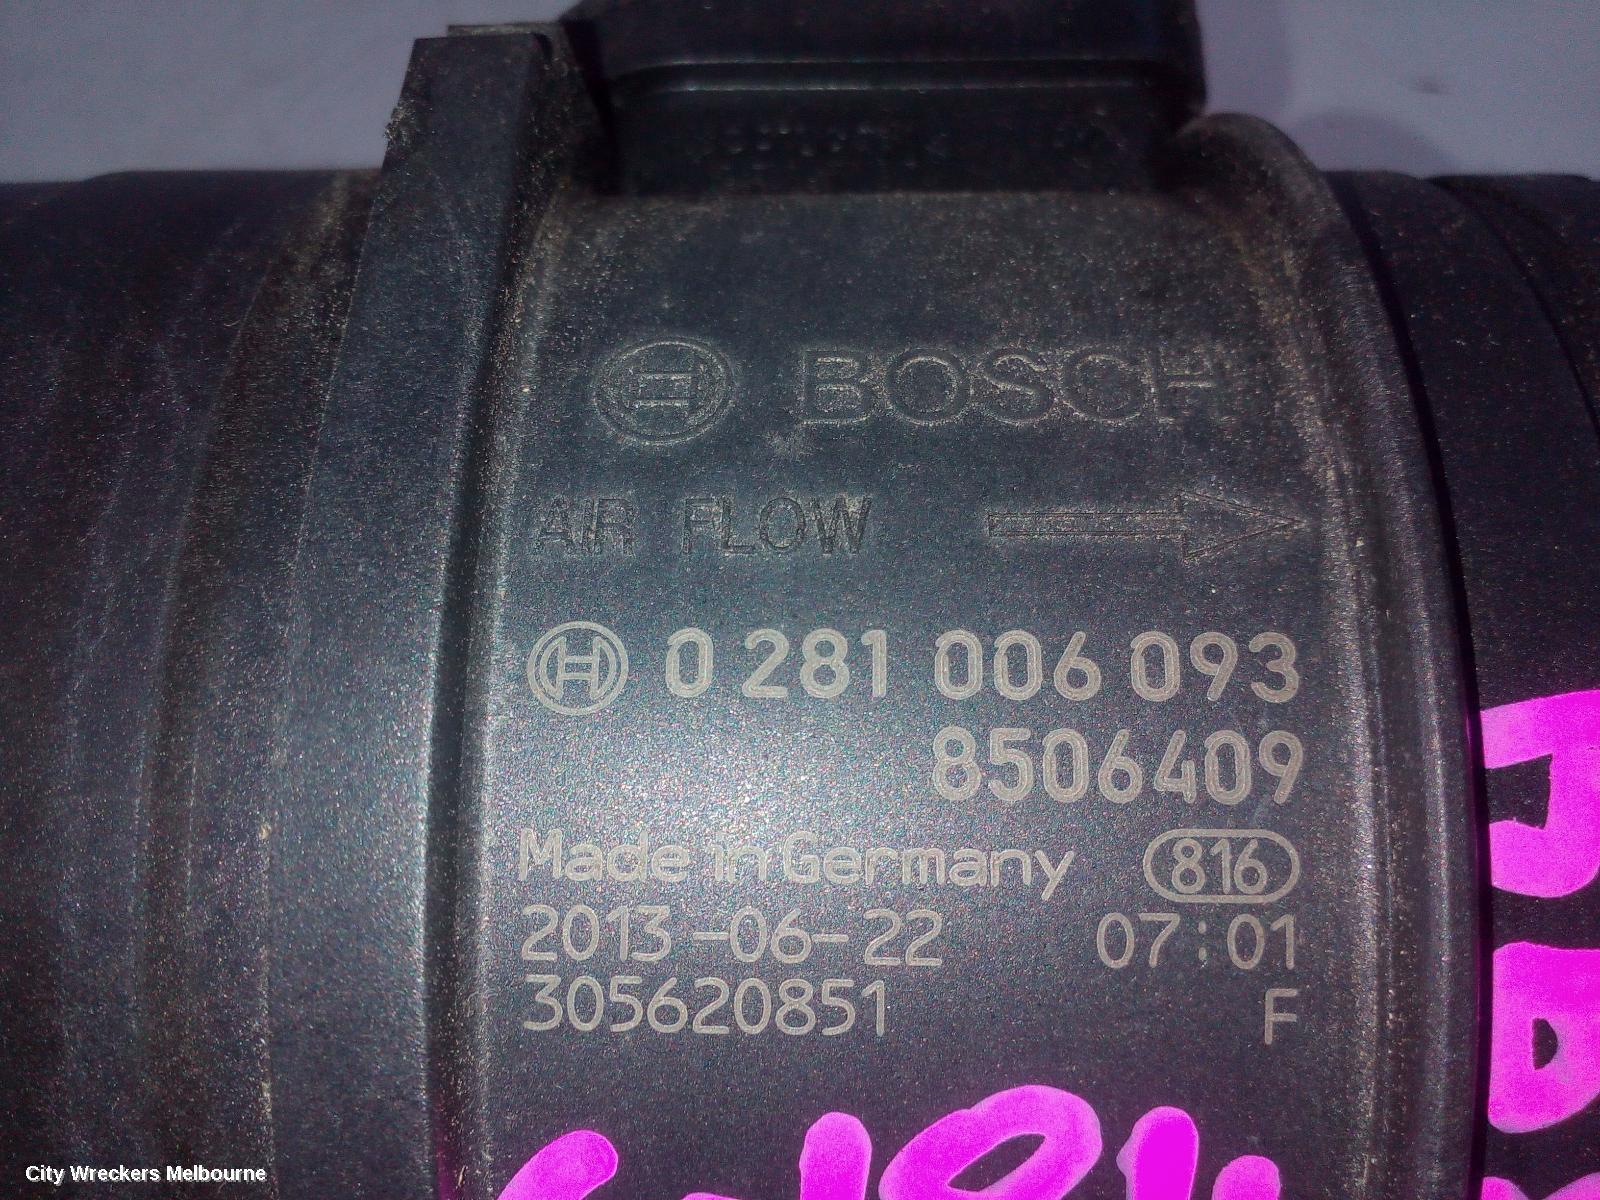 BOSCH
AIR FLOW
0 281 006 093
8506409
Made in Germany 816
2013-06-22 07:01
305620851 F
City Wreckers Melbourne